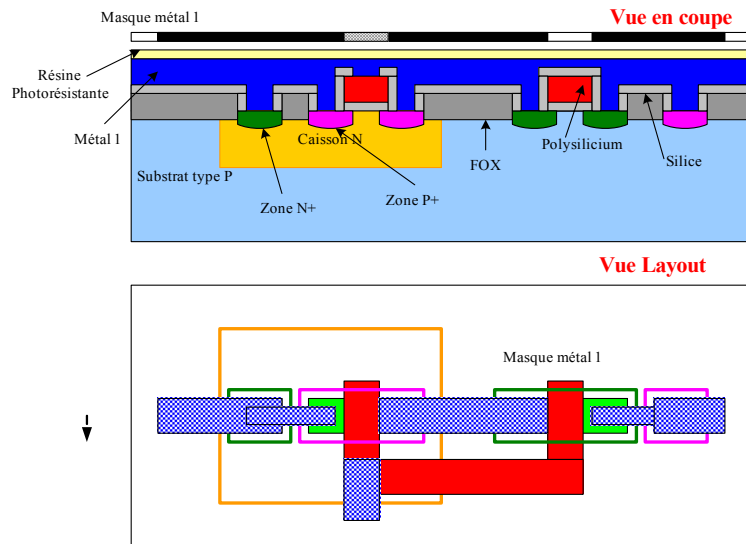 Masque métal 1
Vue en coupe
Résine
Photorésistante
Métal 1
Caisson N
Polysilicium
Substrat type P
FOX
Silice
Zone N+
Zone P+
Vue Layout
Masque métal 1